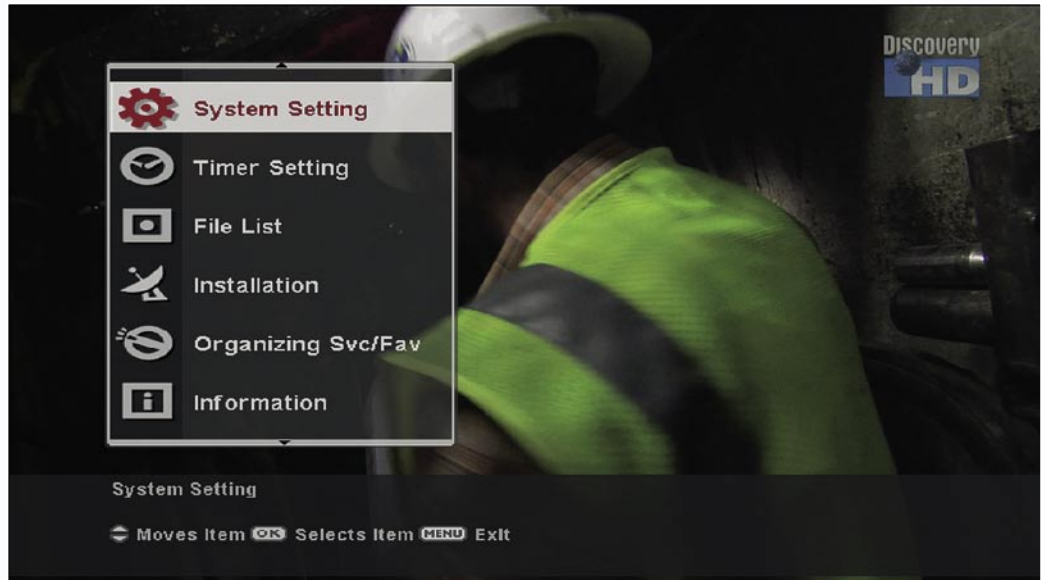 Discovery
HD
System Setting
Timer Setting
File List
Installation
Organizing Svc/Fav
Information
System Setting
Moves Item OK Selects Item MENU Exit